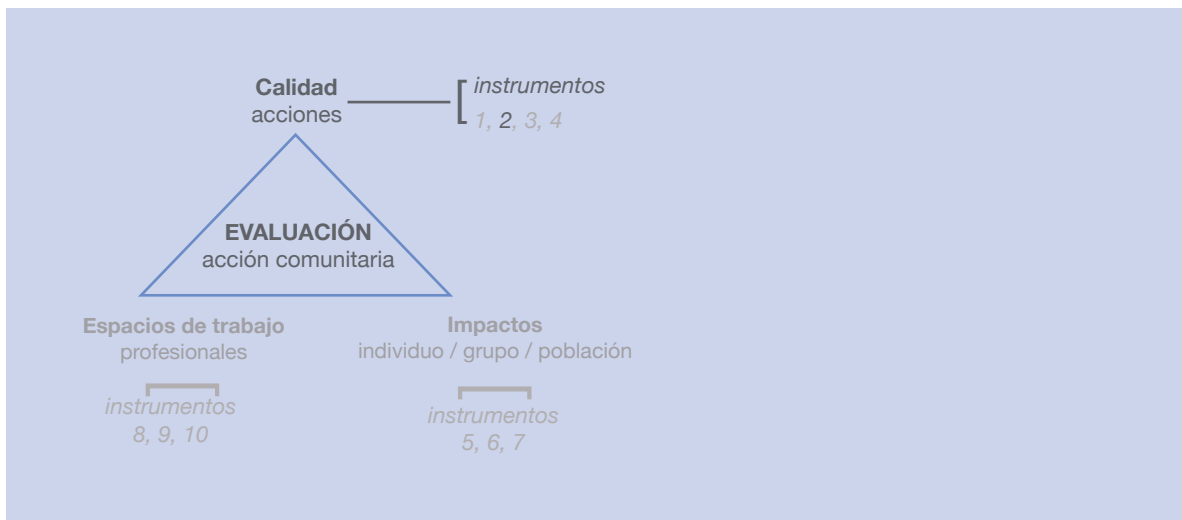 Calidad
acciones
instrumentos
1, 2, 3, 4
EVALUACIÓN
acción comunitaria
Espacios de trabajo
profesionales
instrumentos
8, 9, 10
Impactos
individuo / grupo / población
instrumentos
5, 6, 7